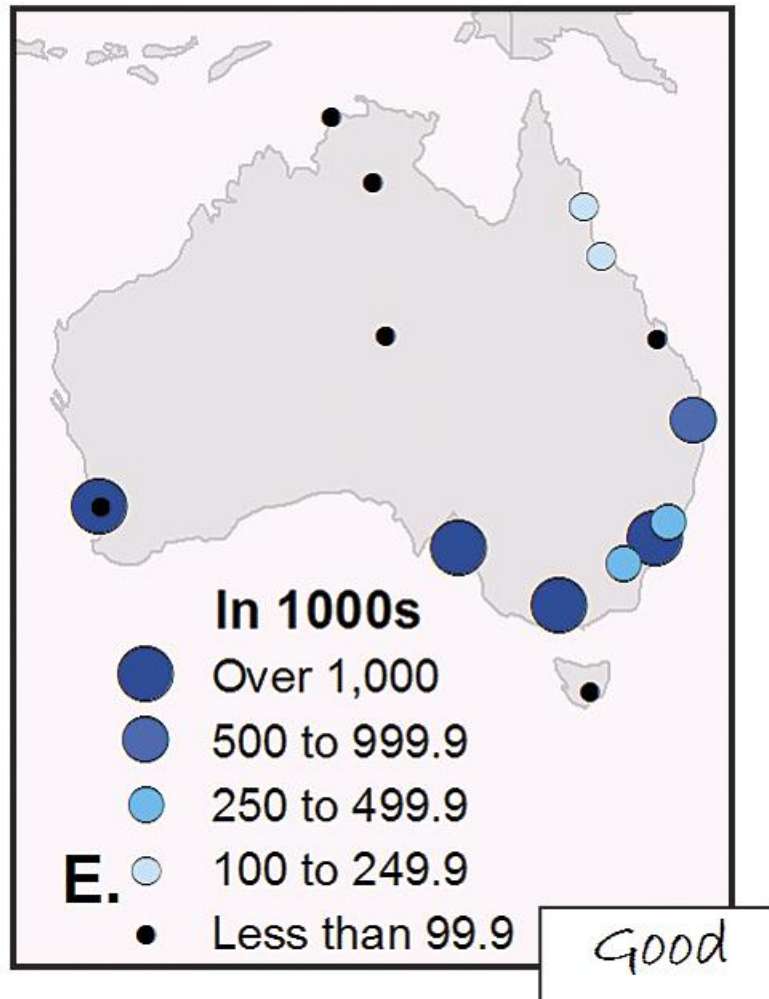 In 1000s
Over 1,000
500 to 999.9
250 to 499.9
E. 100 to 249.9
Less than 99.9
Good